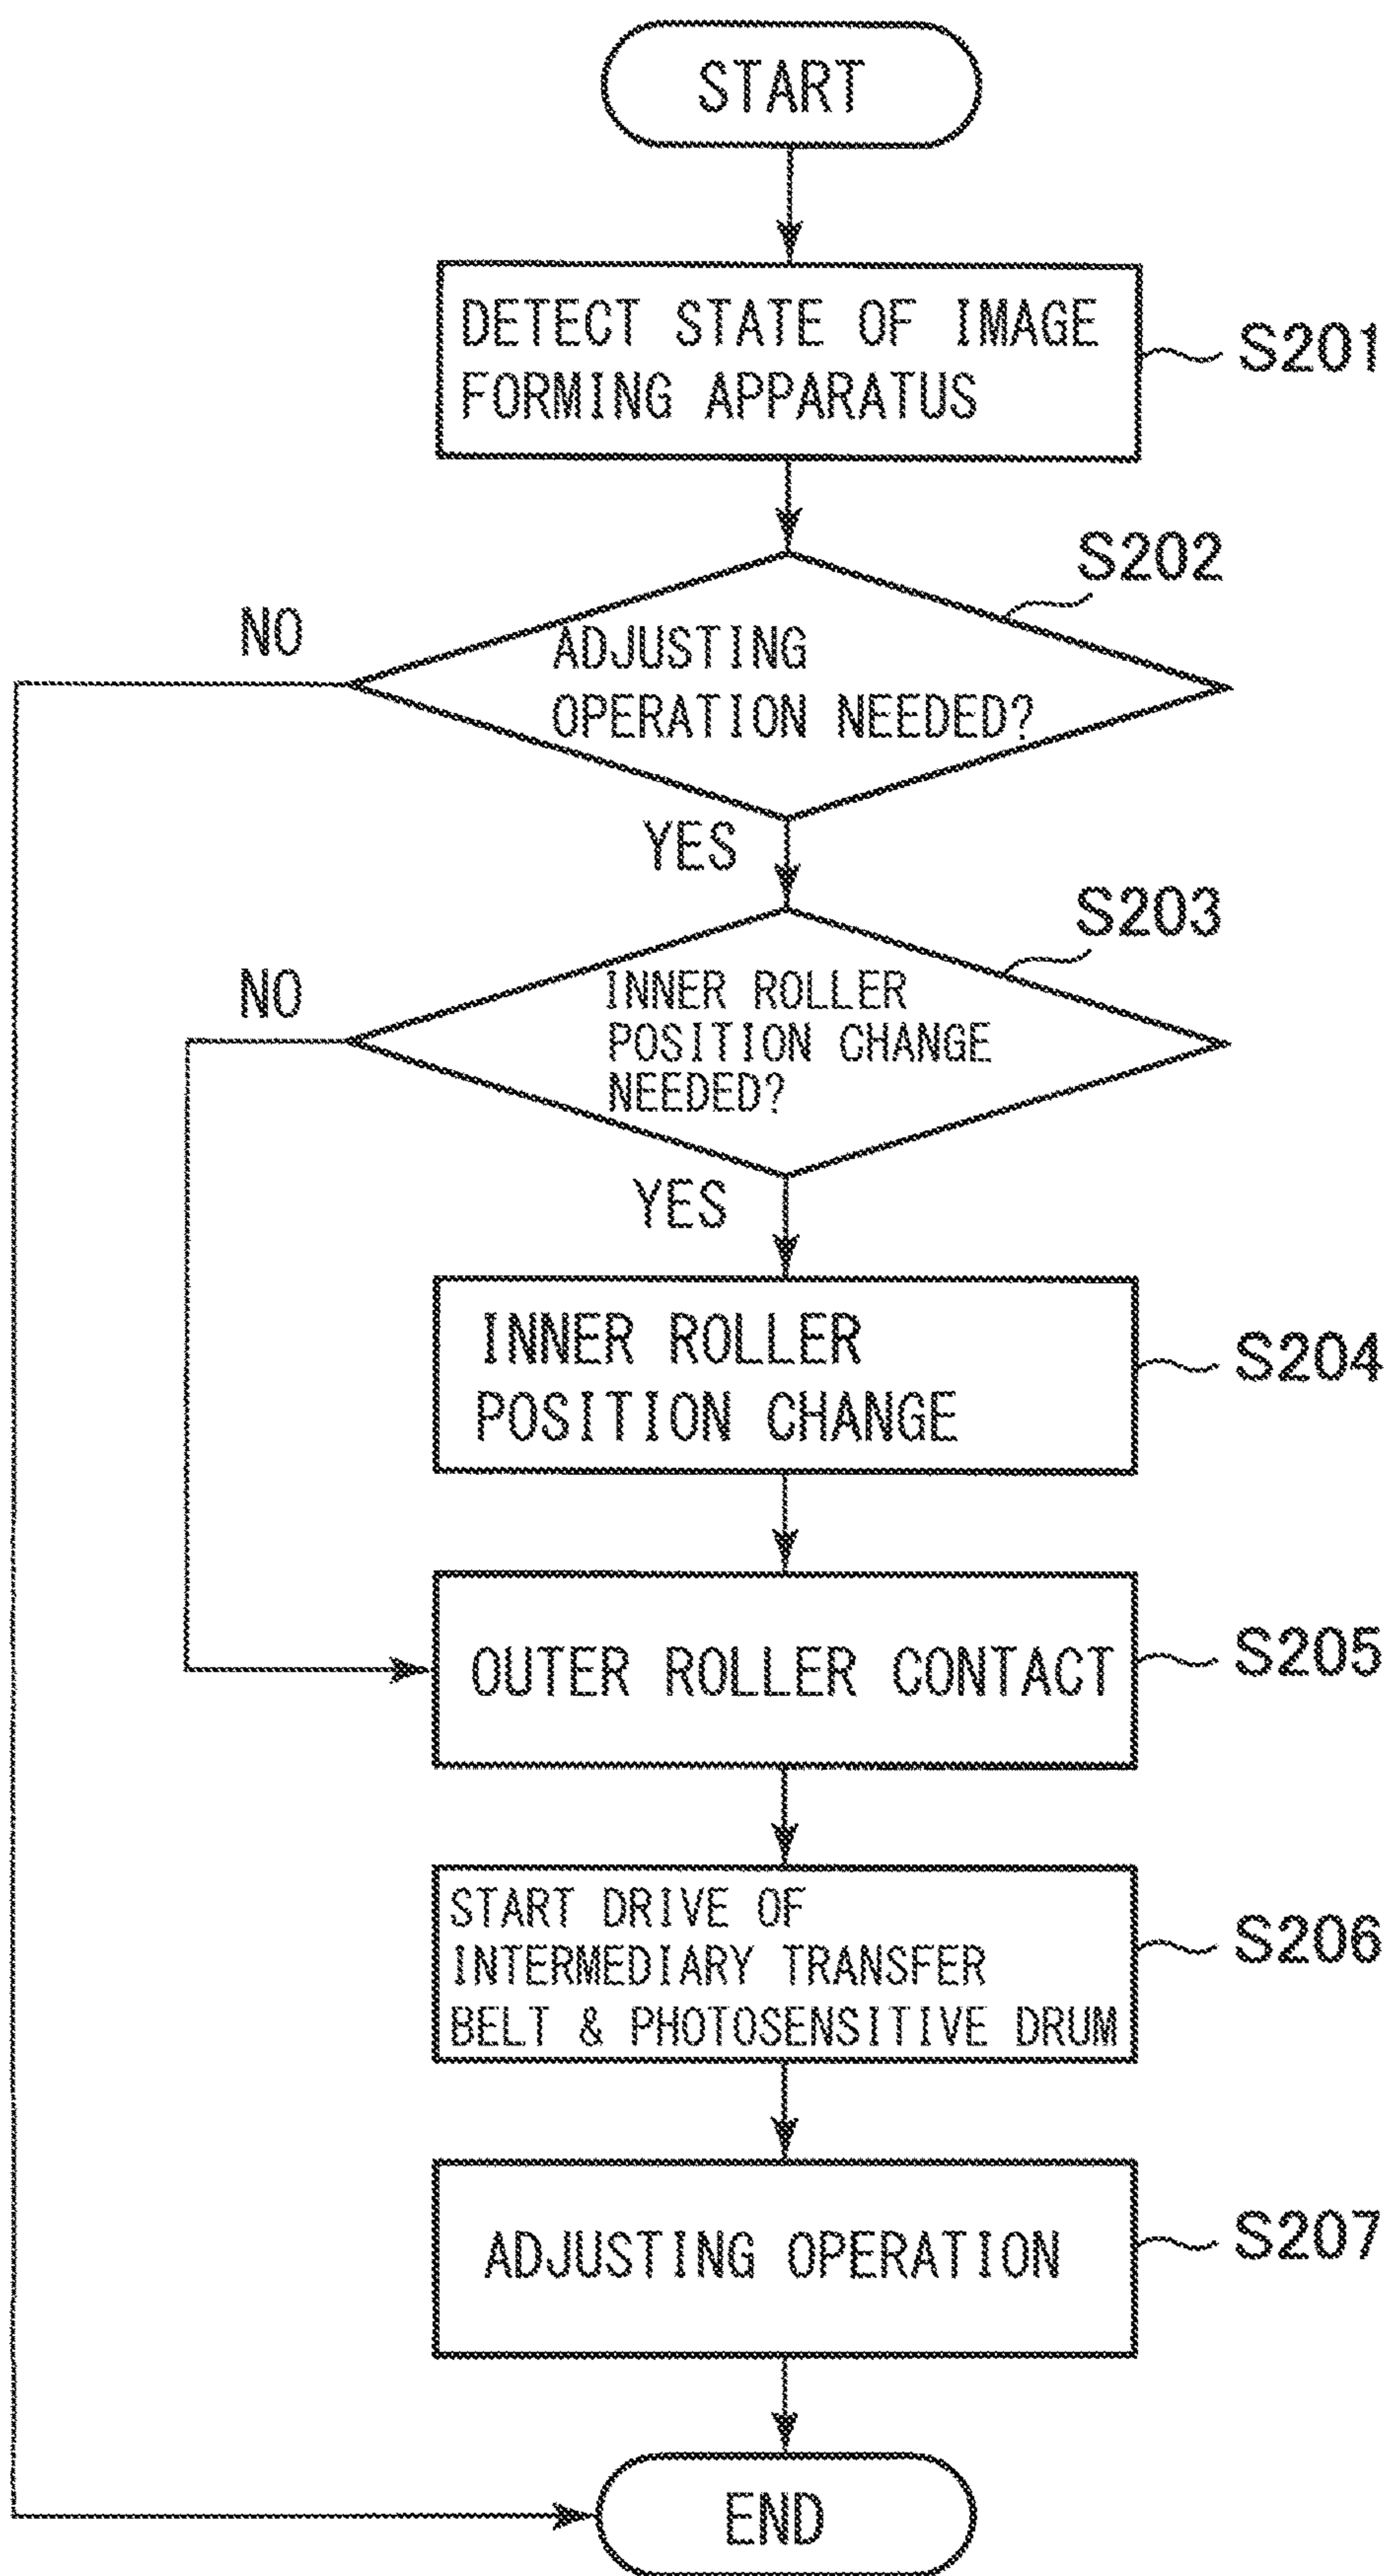 START
DETECT STATE OF IMAGE
FORMING APPARATUS
S201
S202
NO
ADJUSTING
OPERATION NEEDED?
YES
S203
NO
INNER ROLLER
POSITION CHANGE
NEEDED?
YES
INNER ROLLER
POSITION CHANGE
S204
OUTER ROLLER CONTACT
S205
START DRIVE OF
INTERMEDIARY TRANSFER
BELT & PHOTOSENSITIVE DRUM
S206
ADJUSTING OPERATION
S207
END